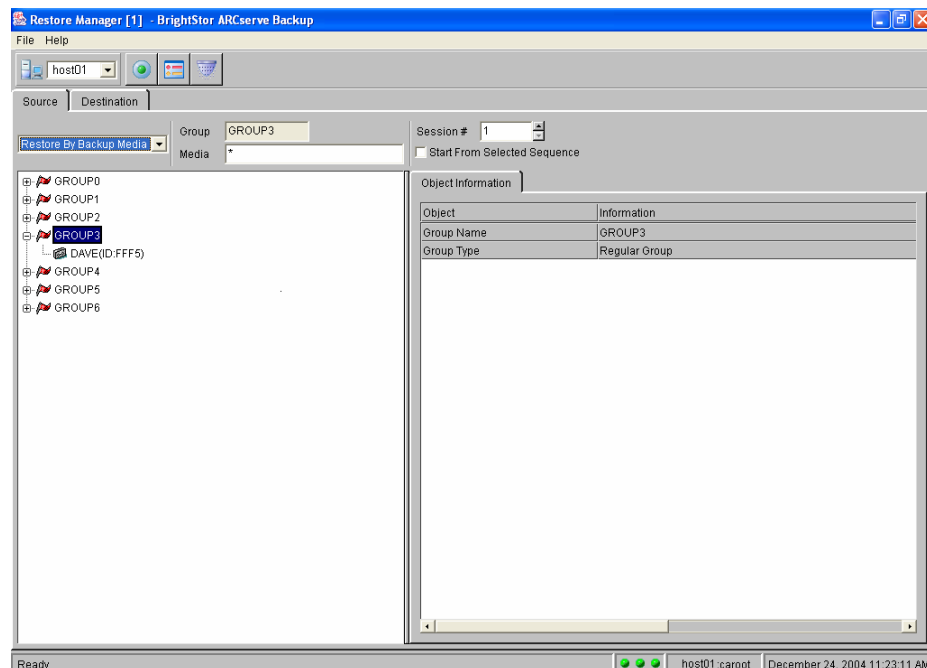 Restore Manager [1] - BrightStor ARCserve Backup
File Help
host01
Source Destination
Restore By Backup Media
Group GROUP3
Media *
Session # 1
Start From Selected Sequence
GROUP0
GROUP1
GROUP2
GROUP3
DAVE(ID:FFF5)
GROUP4
GROUP5
GROUP6
Object Information
Object Information
Group Name GROUP3
Group Type Regular Group
Ready
host01:caroot December 24, 2004 11:23:11 AM